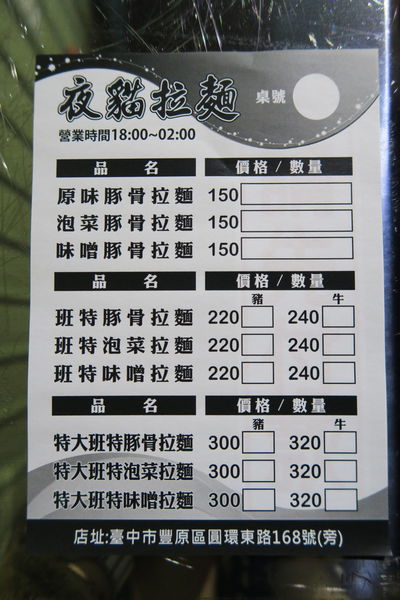 夜貓拉麵 桌號
營業時間18:00~02:00
品 名 價格/數量
原味豚骨拉麵 150
泡菜豚骨拉麵 150
味噌豚骨拉麵 150
品 名 價格/數量
豬 牛
班特豚骨拉麵 220 240
班特泡菜拉麵 220 240
班特味噌拉麵 220 240
品 名 價格/數量
豬 牛
特大班特豚骨拉麵 300 320
特大班特泡菜拉麵 300 320
特大班特味噌拉麵 300 320
店址:臺中市豐原區圓環東路168號(旁)